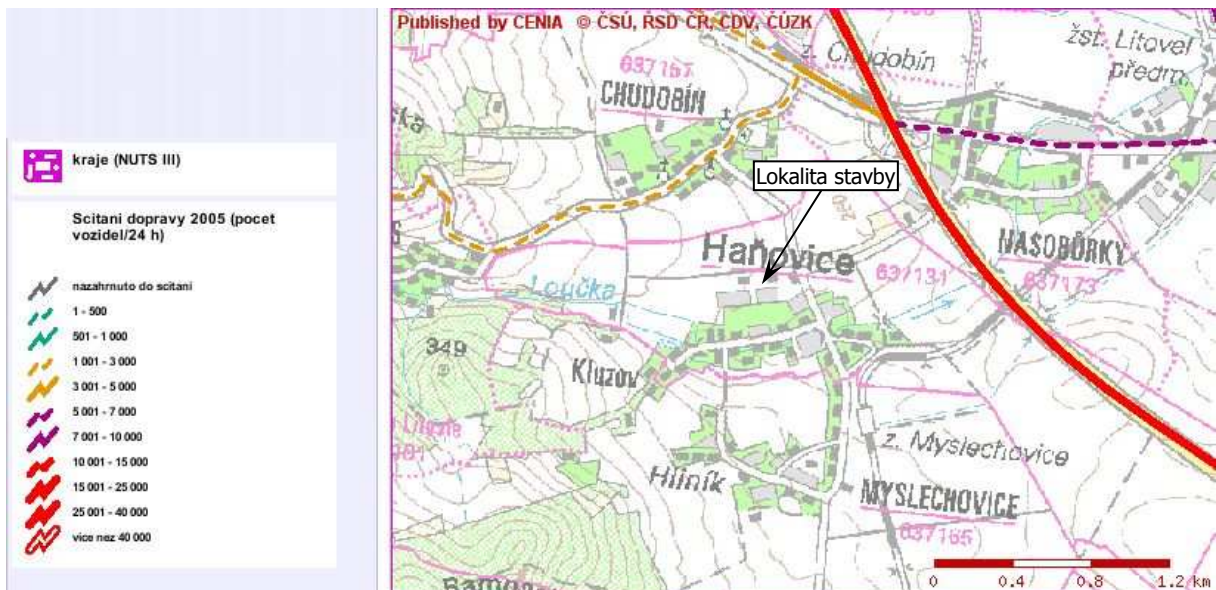 kraje (NUTS III)
Scitani dopravy 2005 (pocet
vozidel/24 h)
nazahrnuto do scitani
1 - 500
501 - 1 000
1 001 - 3 000
3 001 - 5 000
5 001 - 7 000
7 001 - 10 000
10 001 - 15 000
15 001 - 25 000
25 001 - 40 000
vice nez 40 000
Published by CENIA © ČSÚ, RSD ČR, CDV, ČÚZK
z. Chudobín
žst. Litovel
předm.
637157
CHUDOBÍN
Lokalita stavby
Haňovice
637131
NASOBŮRKY
637173
Loučka
349
Kluzov
z. Myslechovice
Hliník
MYSLECHOVICE
637165
0 0.4 0.8 1.2 km